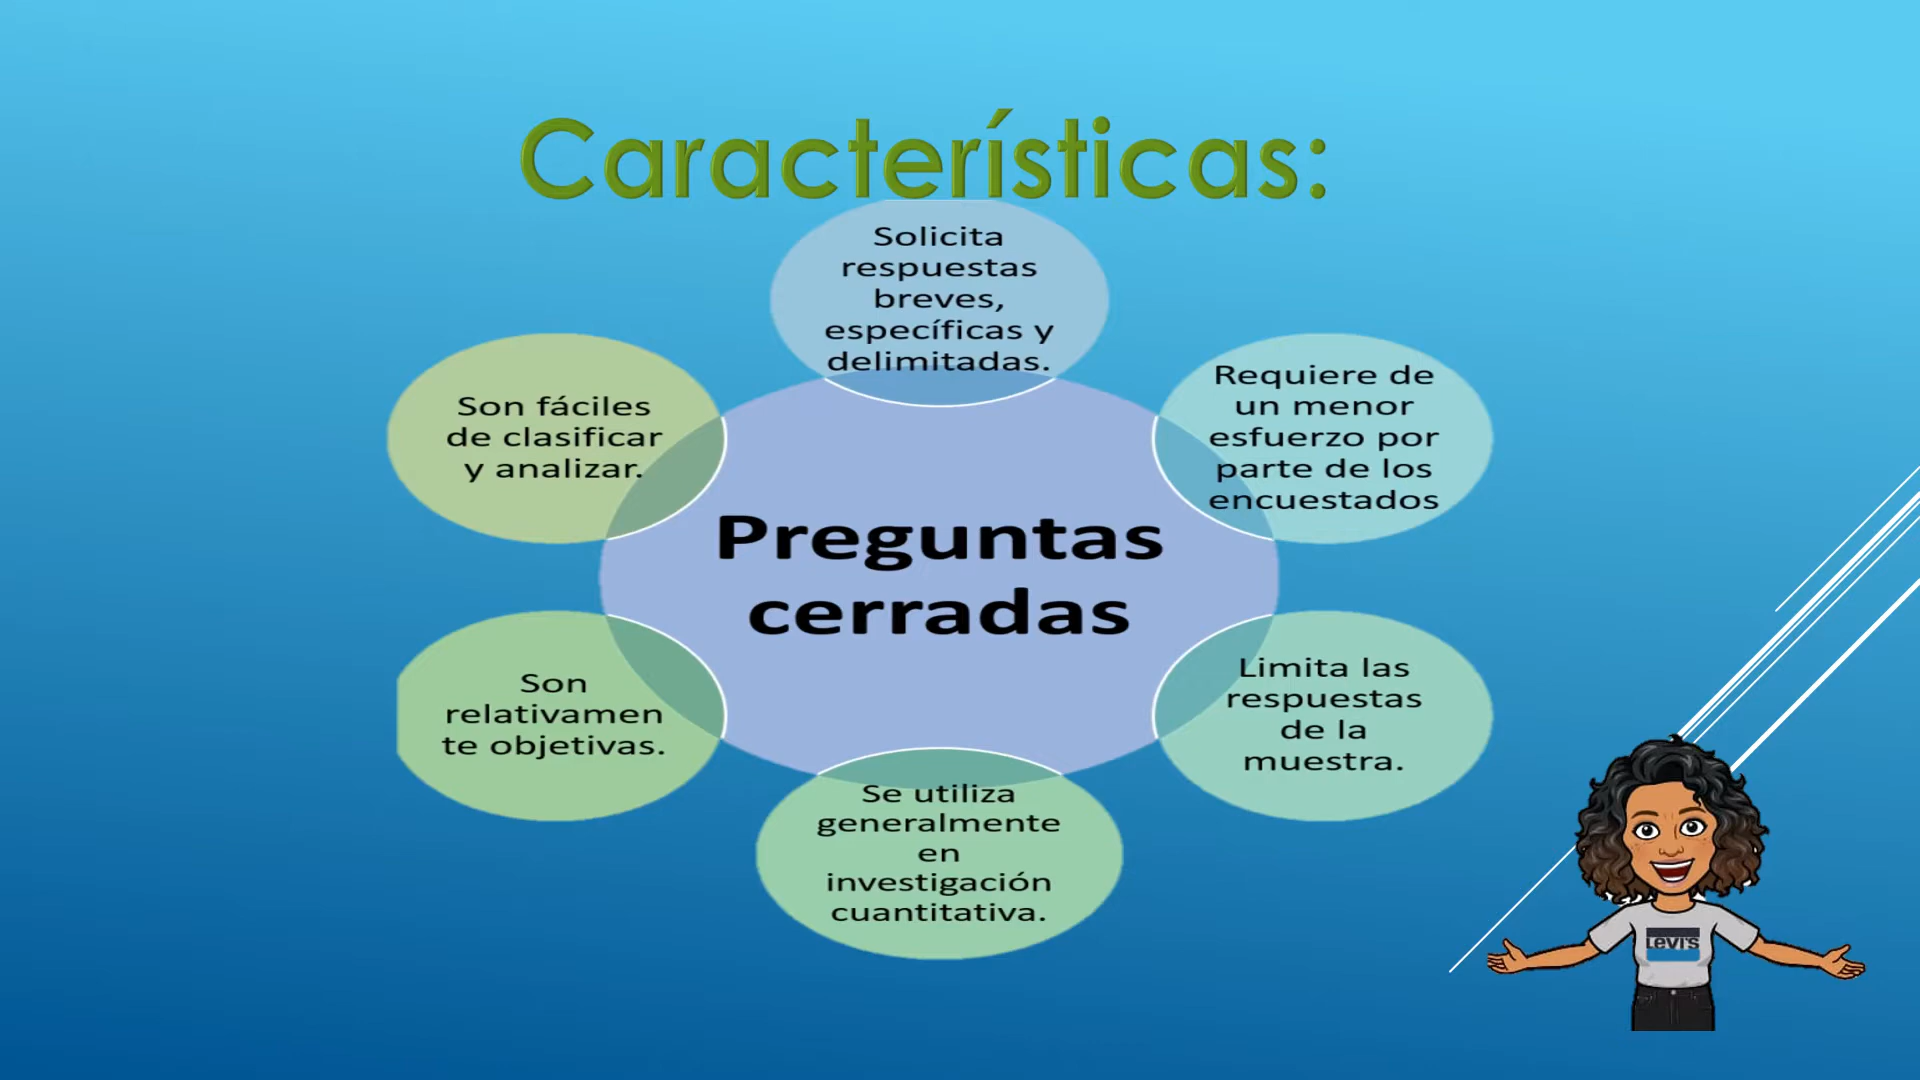 Características:
Solicita
respuestas
breves,
específicas y
delimitadas.
Requiere de
un menor
esfuerzo por
parte de los
encuestados
Limita las
respuestas
de la
muestra.
Se utiliza
generalmente
en
investigación
cuantitativa.
Son
relativamen
te objetivas.
Son fáciles
de clasificar
y analizar.
Preguntas
cerradas
LEVI'S